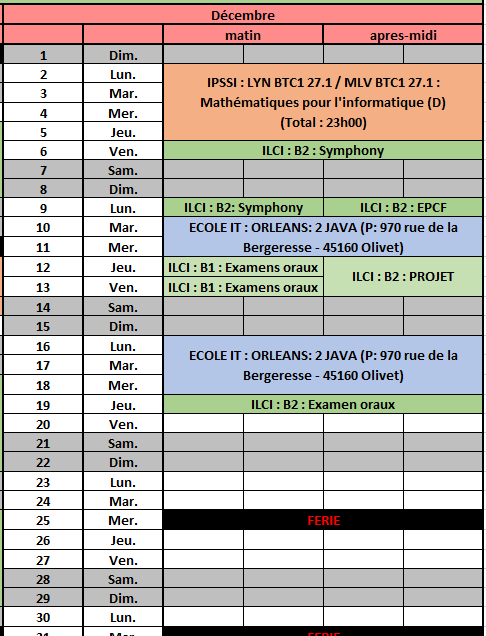 Décembre
matin apres-midi
1 Dim.
2 Lun. IPSSI : LYN BTC1 27.1 / MLV BTC1 27.1 :
3 Mar. Mathématiques pour l'informatique (D)
4 Mer. (Total : 23h00)
5 Jeu.
6 Ven. ILCI : B2 : Symphony
7 Sam.
8 Dim.
9 Lun. ILCI : B2: Symphony ILCI : B2 : EPCF
10 Mar. ECOLE IT : ORLEANS: 2 JAVA (P: 970 rue de la
11 Mer. Bergeresse - 45160 Olivet)
12 Jeu. ILCI : B1 : Examens oraux ILCI : B2 : PROJET
13 Ven. ILCI : B1 : Examens oraux
14 Sam.
15 Dim.
16 Lun. ECOLE IT : ORLEANS: 2 JAVA (P: 970 rue de la
17 Mar. Bergeresse - 45160 Olivet)
18 Mer.
19 Jeu. ILCI : B2 : Examen oraux
20 Ven.
21 Sam.
22 Dim.
23 Lun.
24 Mar.
25 Mer. FERIE
26 Jeu.
27 Ven.
28 Sam.
29 Dim.
30 Lun.
31 Mar. FERIE